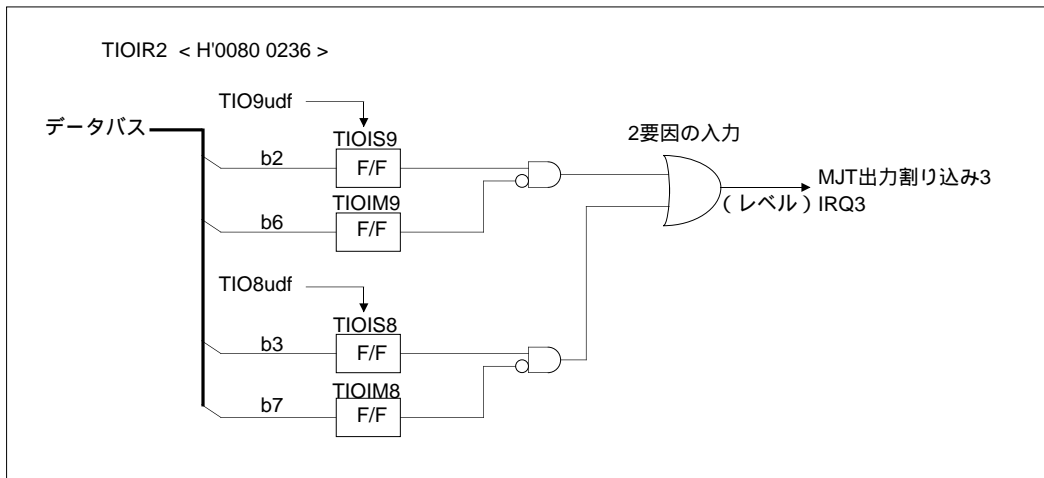 TIOIR2 < H'0080 0236 >
TIO9udf
データバス
TIOIS9
2要因の入力
b2
F/F
MJT出力割り込み3
TIOIM9
(レベル) IRQ3
b6
F/F
TIO8udf
TIOIS8
b3
F/F
TIOIM8
b7
F/F